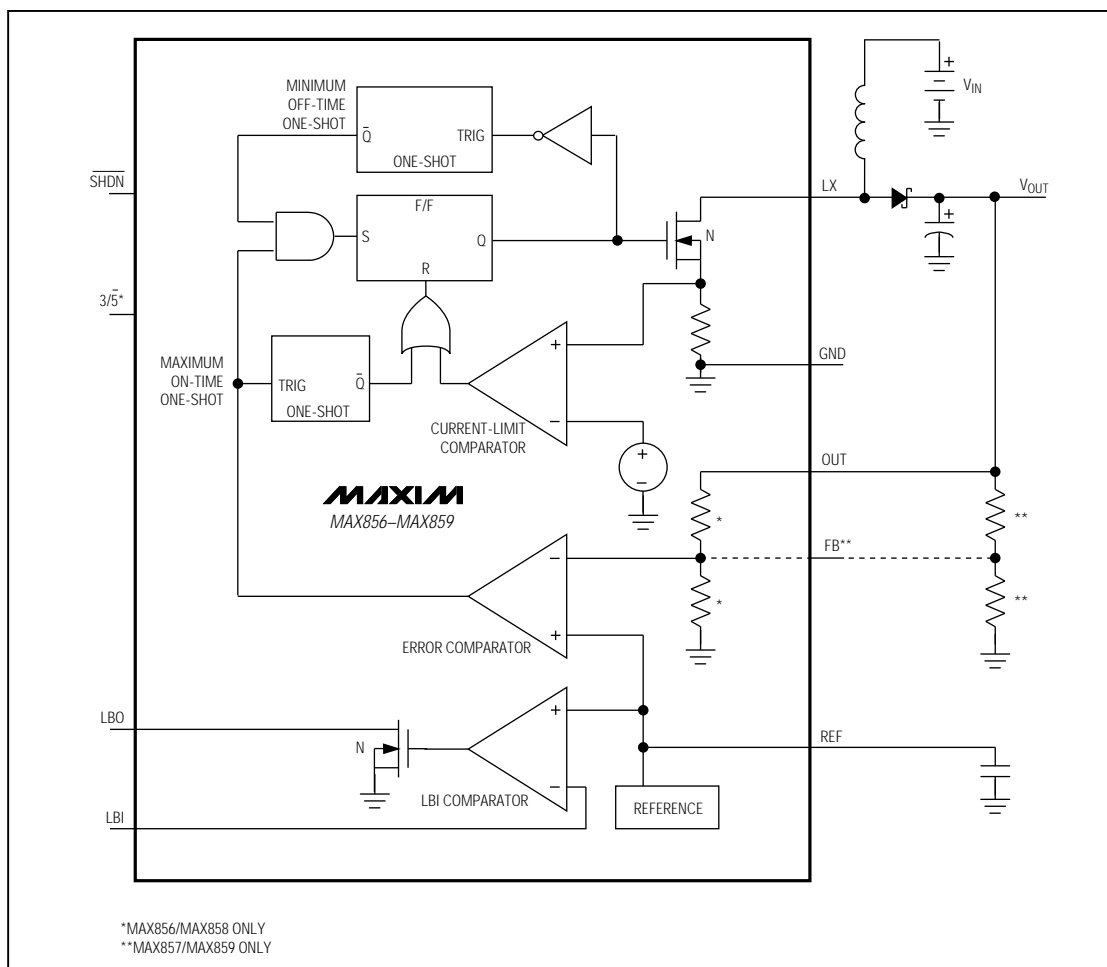 MINIMUM
OFF-TIME
ONE-SHOT
Q̅
TRIG
ONE-SHOT
+
V_IN
S̅H̅D̅N̅
F/F
S
Q
R
N
LX
V_OUT
+
3/5̅*
MAXIMUM
ON-TIME
ONE-SHOT
TRIG
Q̅
ONE-SHOT
+
−
CURRENT-LIMIT
COMPARATOR
+
−
GND
OUT
MAXIM
MAX856–MAX859
*
**
−
FB**
*
**
+
ERROR COMPARATOR
LBO
N
+
−
LBI COMPARATOR
REF
REFERENCE
LBI
*MAX856/MAX858 ONLY
**MAX857/MAX859 ONLY